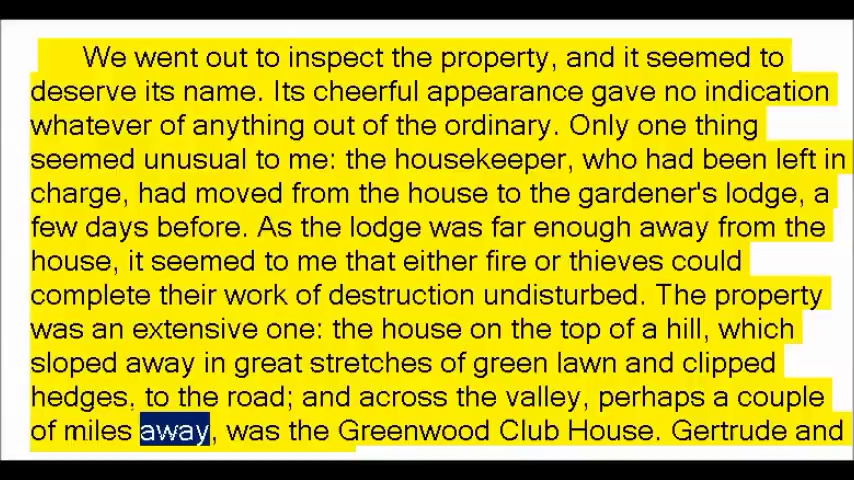 We went out to inspect the property, and it seemed to
deserve its name. Its cheerful appearance gave no indication
whatever of anything out of the ordinary. Only one thing
seemed unusual to me: the housekeeper, who had been left in
charge, had moved from the house to the gardener's lodge, a
few days before. As the lodge was far enough away from the
house, it seemed to me that either fire or thieves could
complete their work of destruction undisturbed. The property
was an extensive one: the house on the top of a hill, which
sloped away in great stretches of green lawn and clipped
hedges, to the road; and across the valley, perhaps a couple
of miles away, was the Greenwood Club House. Gertrude and